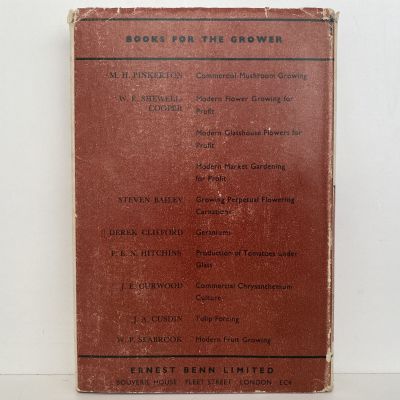 BOOKS FOR THE GROWER
M. H. PINKERTON Commercial Mushroom Growing
W. E. SHEWELL- Modern Flower Growing for
COOPER Profit
Modern Glasshouse Flowers for
Profit
Modern Market Gardening
for Profit
STEVEN BAILEY Growing Perpetual Flowering
Carnations
DEREK CLIFFORD Geraniums
P. E. N. HITCHINS Production of Tomatoes under
Glass
J. E. GURWOOD Commercial Chrysanthemum
Culture
J. A. CUSDIN Tulip Forcing
W. P. SEABROOK Modern Fruit Growing
ERNEST BENN LIMITED
BOUVERIE HOUSE FLEET STREET LONDON EC4